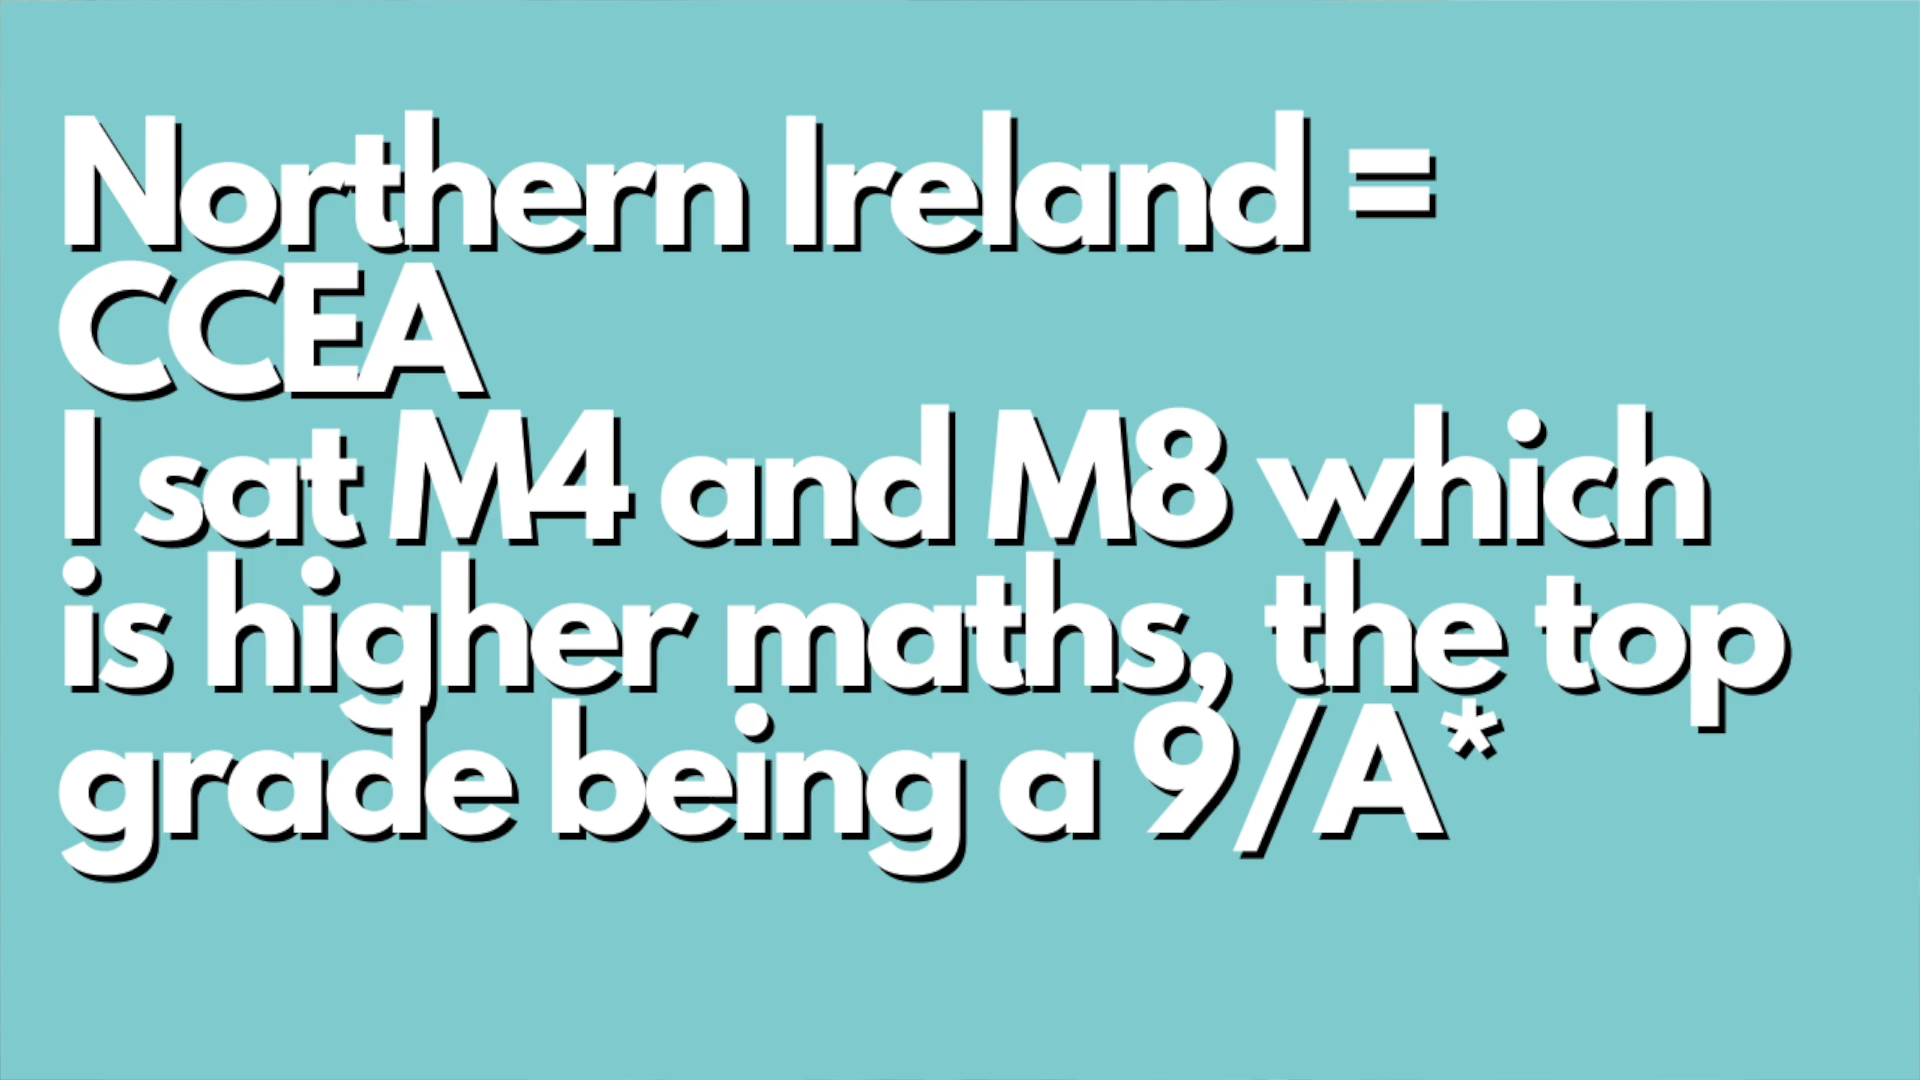 Northern Ireland =
CCEA
I sat M4 and M8 which
is higher maths, the top
grade being a 9/A*